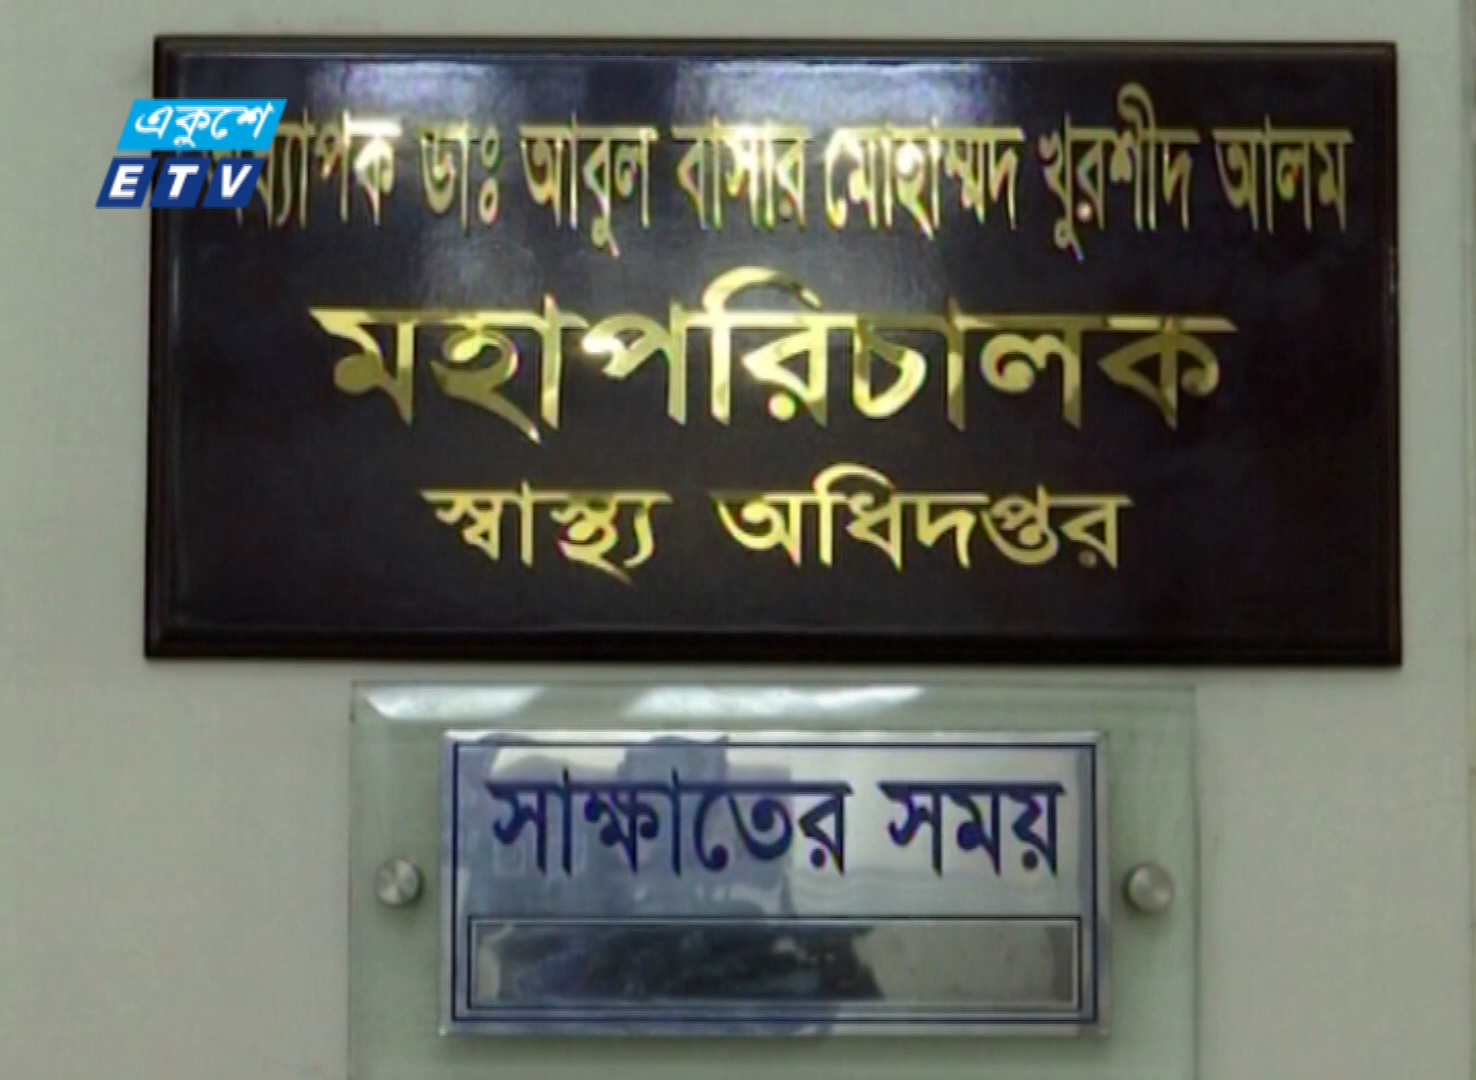 একুশে
ETV
অধ্যাপক ডাঃ আবুল বাসার মোহাম্মদ খুরশীদ আলম
মহাপরিচালক
স্বাস্থ্য অধিদপ্তর
সাক্ষাতের সময়